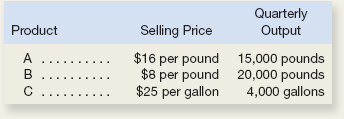 Quarterly
Product Selling Price Output
A .......... $16 per pound 15,000 pounds
B .......... $8 per pound 20,000 pounds
C .......... $25 per gallon 4,000 gallons